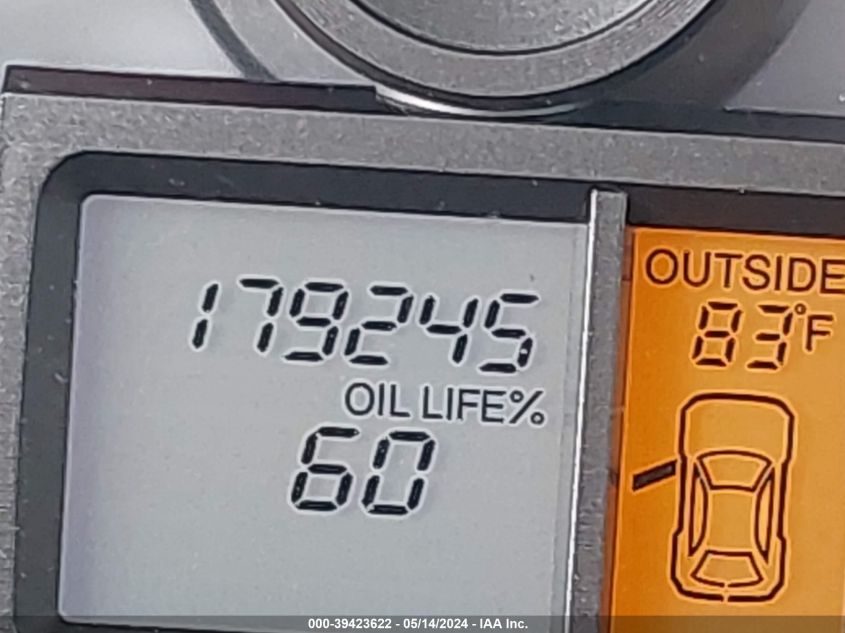 179245
OIL LIFE%
60
OUTSIDE
83°F
000-39423622 - 05/14/2024 - IAA Inc.